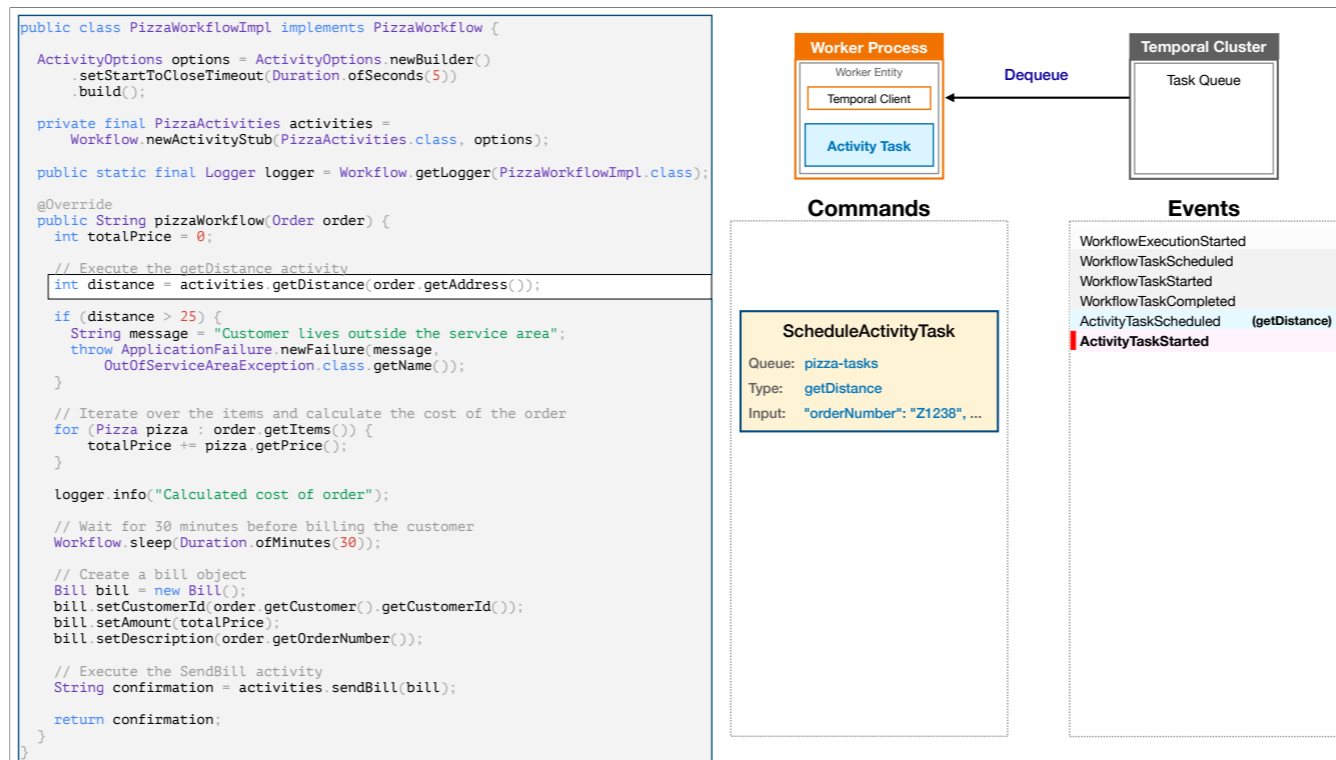 public class PizzaWorkflowImpl implements PizzaWorkflow {
ActivityOptions options = ActivityOptions.newBuilder()
.setStartToCloseTimeout(Duration.ofSeconds(5))
.build();
private final PizzaActivities activities =
Workflow.newActivityStub(PizzaActivities.class, options);
public static final Logger logger = Workflow.getLogger(PizzaWorkflowImpl.class);
@Override
public String pizzaWorkflow(Order order) {
int totalPrice = 0;
// Execute the getDistance activity
int distance = activities.getDistance(order.getAddress());
if (distance > 25) {
String message = "Customer lives outside the service area";
throw ApplicationFailure.newFailure(message,
OutOfServiceAreaException.class.getName());
}
// Iterate over the items and calculate the cost of the order
for (Pizza pizza : order.getItems()) {
totalPrice += pizza.getPrice();
}
logger.info("Calculated cost of order");
// Wait for 30 minutes before billing the customer
Workflow.sleep(Duration.ofMinutes(30));
// Create a bill object
Bill bill = new Bill();
bill.setCustomerId(order.getCustomer().getCustomerId());
bill.setAmount(totalPrice);
bill.setDescription(order.getOrderNumber());
// Execute the SendBill activity
String confirmation = activities.sendBill(bill);
return confirmation;
}
}
Worker Process
Worker Entity
Temporal Client
Activity Task
Dequeue
Temporal Cluster
Task Queue
Commands
ScheduleActivityTask
Queue: pizza-tasks
Type: getDistance
Input: "orderNumber": "Z1238", ...
Events
WorkflowExecutionStarted
WorkflowTaskScheduled
WorkflowTaskStarted
WorkflowTaskCompleted
ActivityTaskScheduled (getDistance)
ActivityTaskStarted